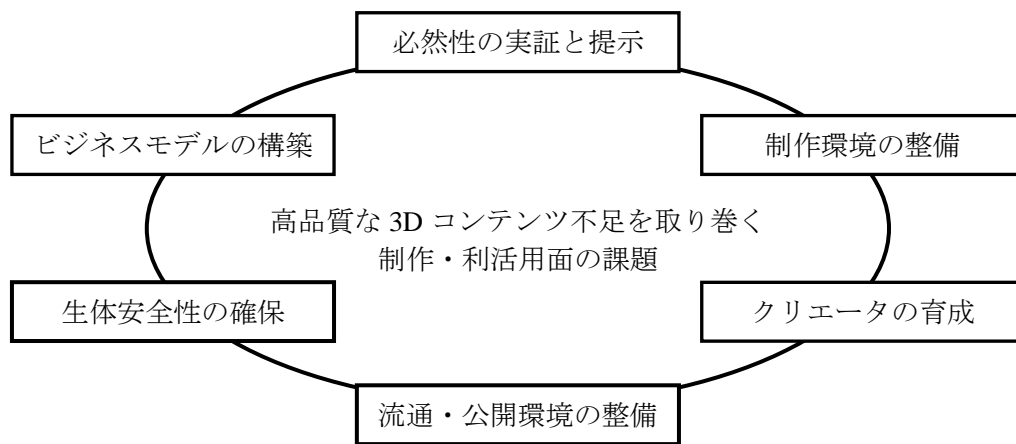 必然性の実証と提示
ビジネスモデルの構築
制作環境の整備
高品質な 3D コンテンツ不足を取り巻く
制作・利活用面の課題
生体安全性の確保
クリエータの育成
流通・公開環境の整備